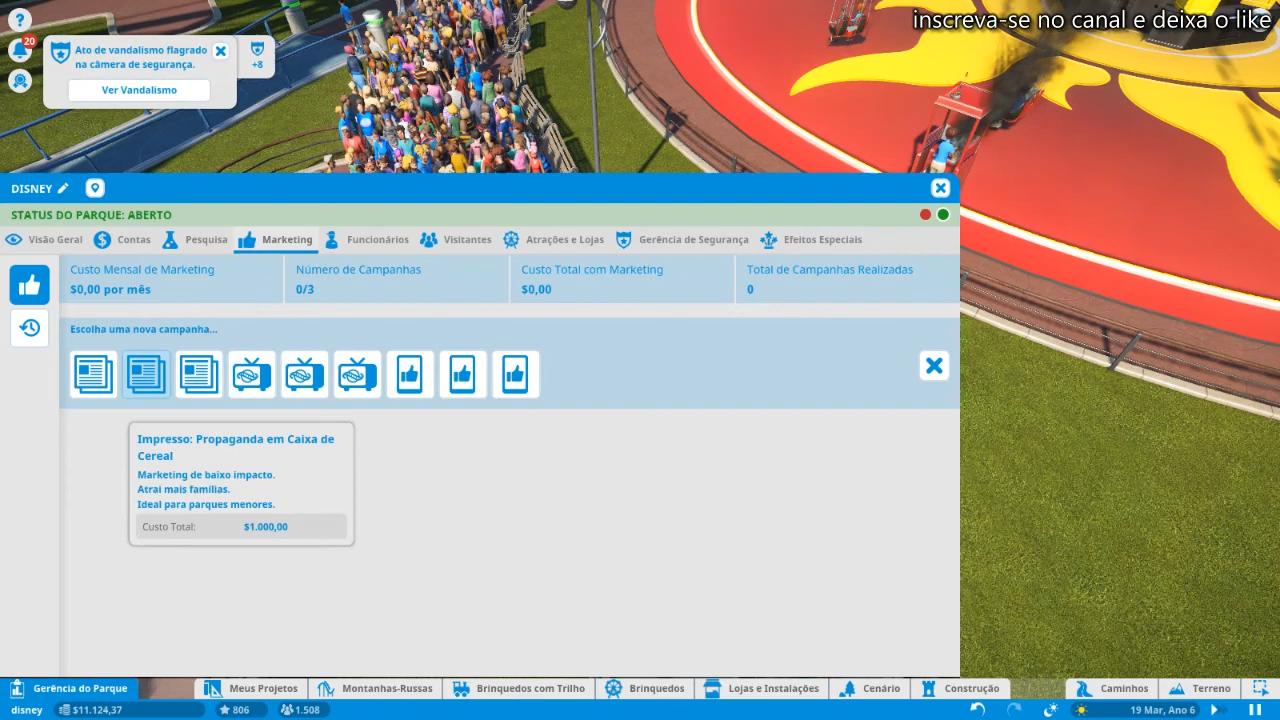 inscreva-se no canal e deixa o like
?
20
Ato de vandalismo flagrado
na câmera de segurança.
Ver Vandalismo
+8
DISNEY
STATUS DO PARQUE: ABERTO
Visão Geral
Contas
Pesquisa
Marketing
Funcionários
Visitantes
Atrações e Lojas
Gerência de Segurança
Efeitos Especiais
Custo Mensal de Marketing
$0,00 por mês
Número de Campanhas
0/3
Custo Total com Marketing
$0,00
Total de Campanhas Realizadas
0
Escolha uma nova campanha...
Impresso: Propaganda em Caixa de
Cereal
Marketing de baixo impacto.
Atrai mais famílias.
Ideal para parques menores.
Custo Total: $1.000,00
Gerência do Parque
Meus Projetos
Montanhas-Russas
Brinquedos com Trilho
Brinquedos
Lojas e Instalações
Cenário
Construção
Caminhos
Terreno
disney
$11.124,37
806
1.508
19 Mar, Ano 6